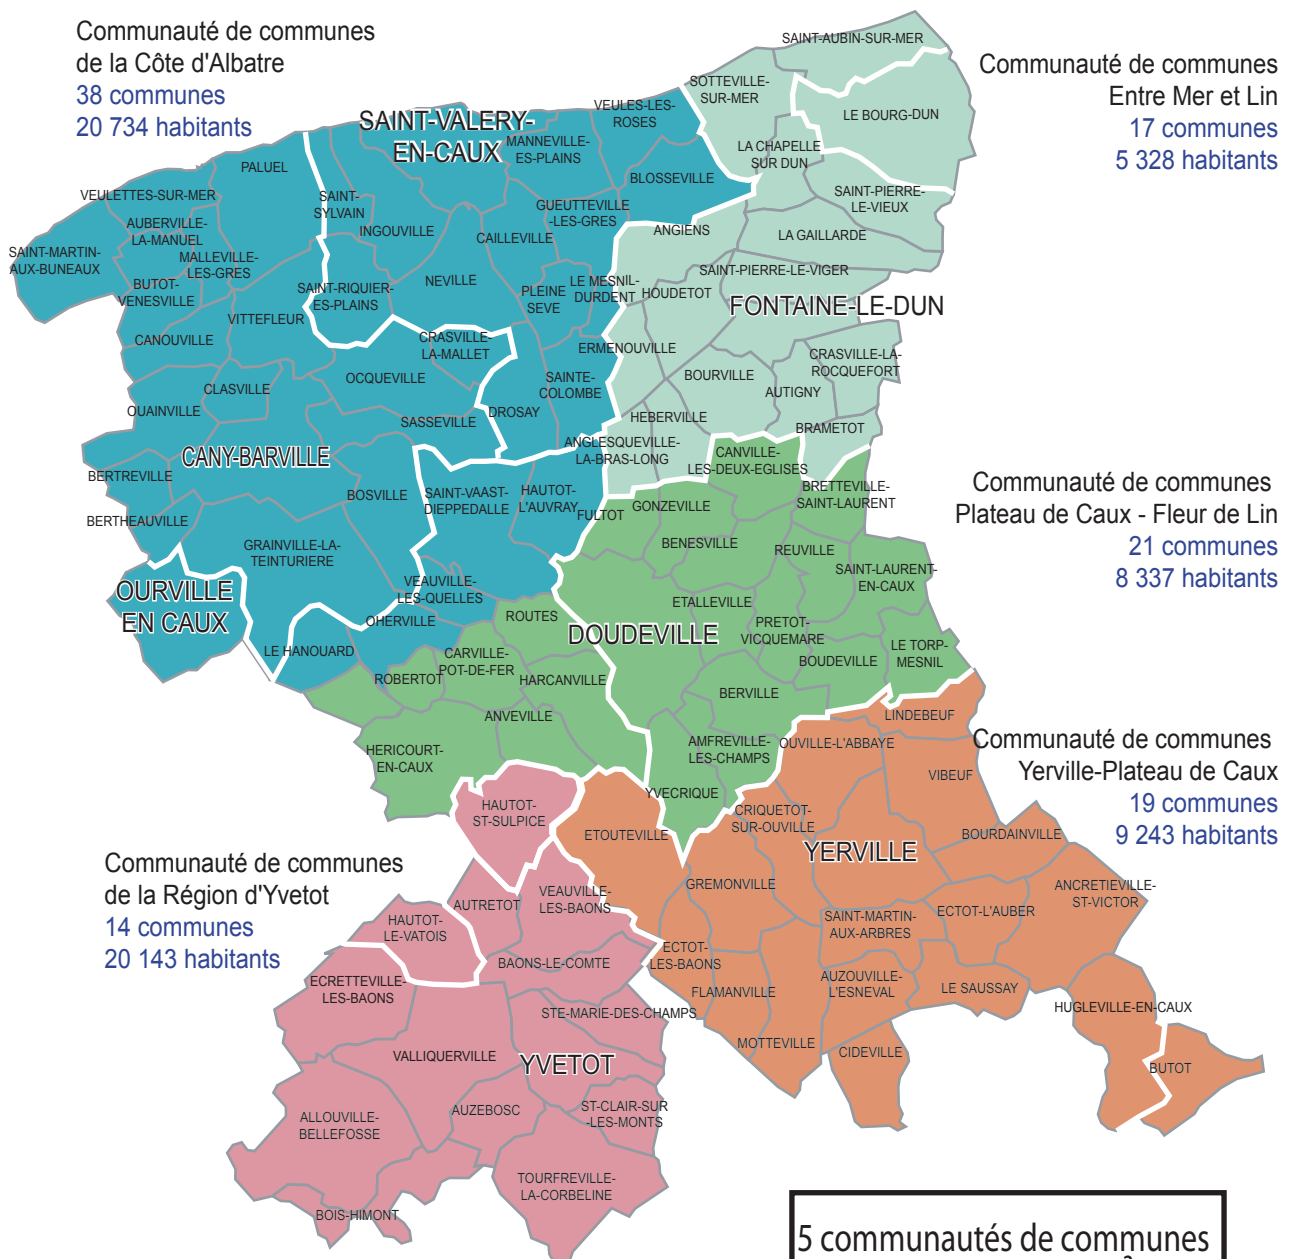 Communauté de communes
de la Côte d'Albatre
38 communes
20 734 habitants
Communauté de communes
Entre Mer et Lin
17 communes
5 328 habitants
SAINT-AUBIN-SUR-MER
SOTTEVILLE-
SUR-MER
LE BOURG-DUN
VEULES-LES-
ROSES
SAINT-VALERY-
EN-CAUX
MANNEVILLE-
ES-PLAINS
LA CHAPELLE
SUR DUN
PALUEL
BLOSSEVILLE
VEULETTES-SUR-MER
SAINT-
SYLVAIN
SAINT-PIERRE-
LE-VIEUX
GUEUTTEVILLE
-LES-GRES
AUBERVILLE-
LA-MANUEL
INGOUVILLE
CAILLEVILLE
ANGIENS
LA GAILLARDE
SAINT-MARTIN-
AUX-BUNEAUX
MALLEVILLE-
LES-GRES
SAINT-PIERRE-LE-VIGER
BUTOT-
VENESVILLE
SAINT-RIQUIER-
ES-PLAINS
NEVILLE
PLEINE
SEVE
LE MESNIL-
DURDENT
HOUDETOT
FONTAINE-LE-DUN
VITTEFLEUR
CANOUVILLE
CRASVILLE-
LA-MALLET
ERMENOUVILLE
CRASVILLE-LA-
ROCQUEFORT
OCQUEVILLE
SAINTE-
COLOMBE
BOURVILLE
AUTIGNY
CLASVILLE
OUAINVILLE
SASSEVILLE
DROSAY
HEBERVILLE
BRAMETOT
ANGLESQUEVILLE-
LA-BRAS-LONG
CANY-BARVILLE
CANVILLE-
LES-DEUX-EGLISES
BERTREVILLE
BOSVILLE
SAINT-VAAST-
DIEPPEDALLE
HAUTOT-
L'AUVRAY
FULTOT
GONZEVILLE
BRETTEVILLE-
SAINT-LAURENT
Communauté de communes
Plateau de Caux - Fleur de Lin
21 communes
8 337 habitants
BERTHEAUVILLE
GRAINVILLE-LA-
TEINTURIERE
BENESVILLE
REUVILLE
SAINT-LAURENT-
EN-CAUX
OURVILLE
EN CAUX
VEAUVILLE-
LES-QUELLES
ETALLEVILLE
OHERVILLE
ROUTES
DOUDEVILLE
PRETOT-
VICQUEMARE
LE HANOUARD
CARVILLE-
POT-DE-FER
BOUDEVILLE
LE TORP-
MESNIL
ROBERTOT
HARCANVILLE
BERVILLE
ANVEVILLE
LINDEBEUF
HERICOURT-
EN-CAUX
AMFREVILLE-
LES-CHAMPS
OUVILLE-L'ABBAYE
Communauté de communes
Yerville-Plateau de Caux
19 communes
9 243 habitants
VIBEUF
YVECRIQUE
HAUTOT-
ST-SULPICE
ETOUTEVILLE
CRIQUETOT-
SUR-OUVILLE
BOURDAINVILLE
YERVILLE
Communauté de communes
de la Région d'Yvetot
14 communes
20 143 habitants
GREMONVILLE
ANCRETIEVILLE-
ST-VICTOR
VEAUVILLE-
LES-BAONS
AUTRETOT
HAUTOT-
LE-VATOIS
SAINT-MARTIN-
AUX-ARBRES
ECTOT-L'AUBER
ECTOT-
LES-BAONS
BAONS-LE-COMTE
ECRETTEVILLE-
LES-BAONS
FLAMANVILLE
AUZOUVILLE-
L'ESNEVAL
LE SAUSSAY
HUGLEVILLE-EN-CAUX
STE-MARIE-DES-CHAMPS
MOTTEVILLE
CIDEVILLE
VALLIQUERVILLE
YVETOT
BUTOT
AUZEBOSC
ST-CLAIR-SUR
-LES-MONTS
ALLOUVILLE-
BELLEFOSSE
TOURFREVILLE-
LA-CORBELINE
BOIS-HIMONT
5 communautés de communes